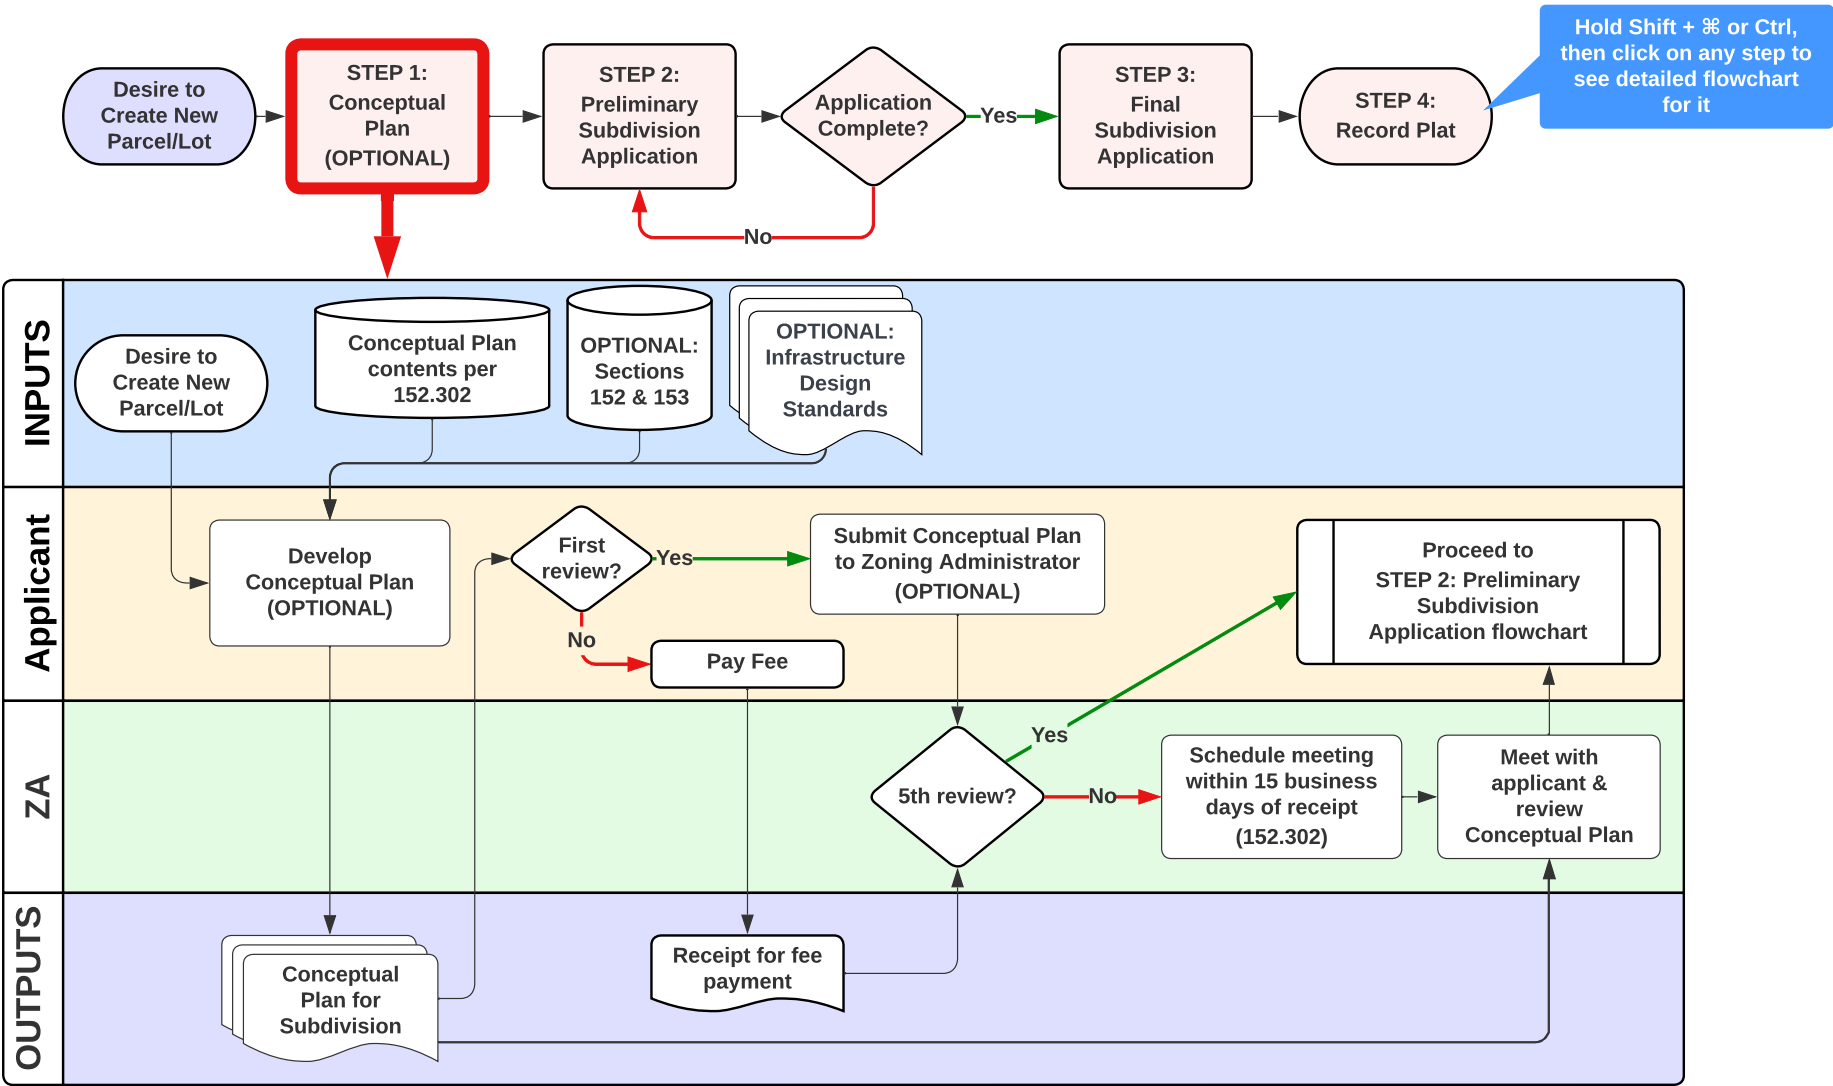 Hold Shift + ⌘ or Ctrl,
then click on any step to
see detailed flowchart
for it
Desire to
Create New
Parcel/Lot
STEP 1:
Conceptual
Plan
(OPTIONAL)
STEP 2:
Preliminary
Subdivision
Application
Application
Complete?
Yes
No
STEP 3:
Final
Subdivision
Application
STEP 4:
Record Plat
INPUTS
Desire to
Create New
Parcel/Lot
Conceptual Plan
contents per
152.302
OPTIONAL:
Sections
152 & 153
OPTIONAL:
Infrastructure
Design
Standards
Applicant
Develop
Conceptual Plan
(OPTIONAL)
First
review?
Yes
No
Submit Conceptual Plan
to Zoning Administrator
(OPTIONAL)
Pay Fee
Proceed to
STEP 2: Preliminary
Subdivision
Application flowchart
ZA
5th review?
Yes
No
Schedule meeting
within 15 business
days of receipt
(152.302)
Meet with
applicant &
review
Conceptual Plan
OUTPUTS
Conceptual
Plan for
Subdivision
Receipt for fee
payment